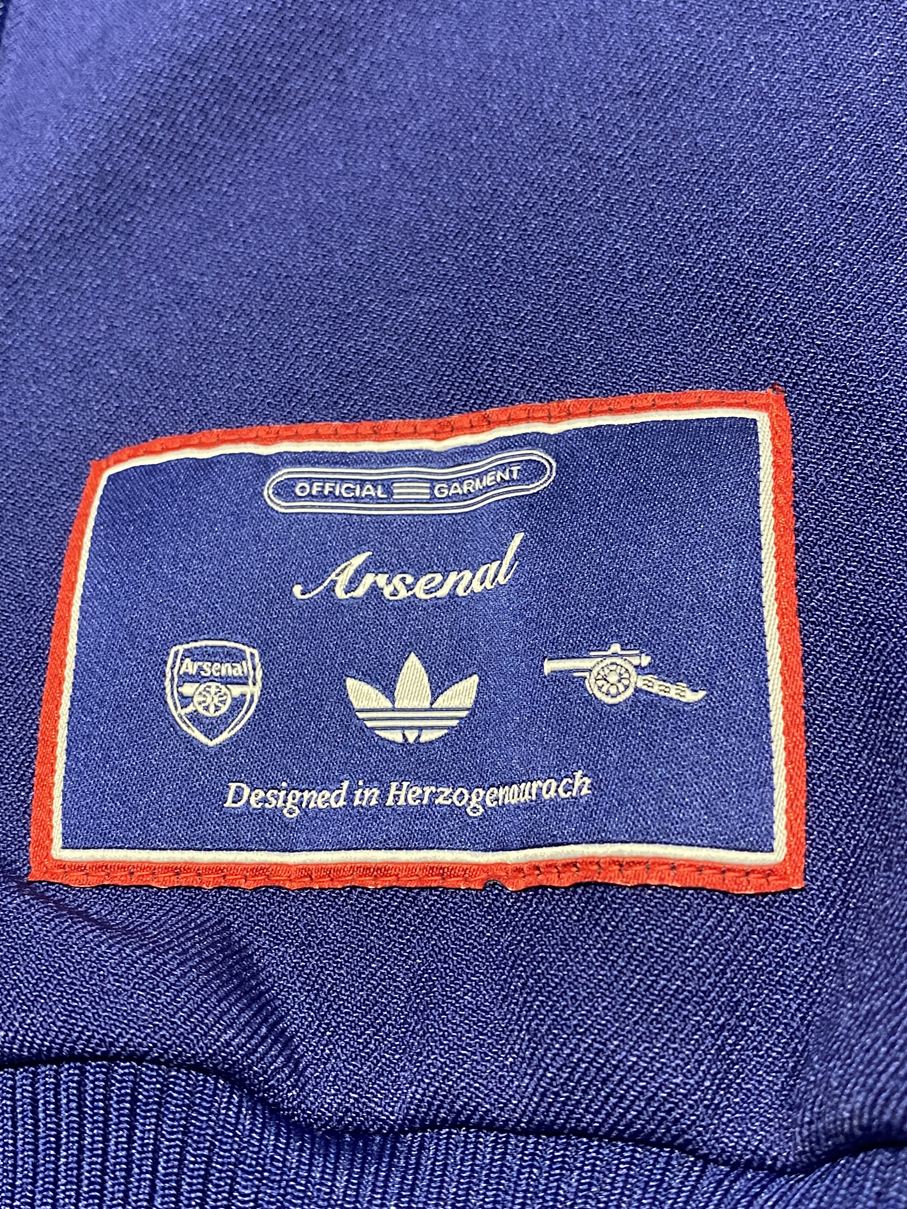 OFFICIAL GARMENT
Arsenal
Arsenal
Designed in Herzogenaurach